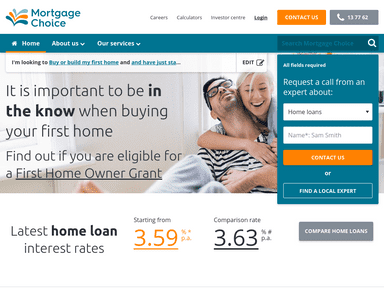 Mortgage
Choice
Careers Calculators Investor centre Login
CONTACT US
13 77 62
Home About us Our services
Search Mortgage Choice
I'm looking to Buy or build my first home and and have just sta... EDIT
All fields required
Request a call from an
expert about:
Home loans
Name*: Sam Smith
CONTACT US
or
FIND A LOCAL EXPERT
It is important to be in
the know when buying
your first home
Find out if you are eligible for
a First Home Owner Grant
Latest home loan
interest rates
Starting from
3.59 % ^ p.a.
Comparison rate
3.63 % # p.a.
COMPARE HOME LOANS